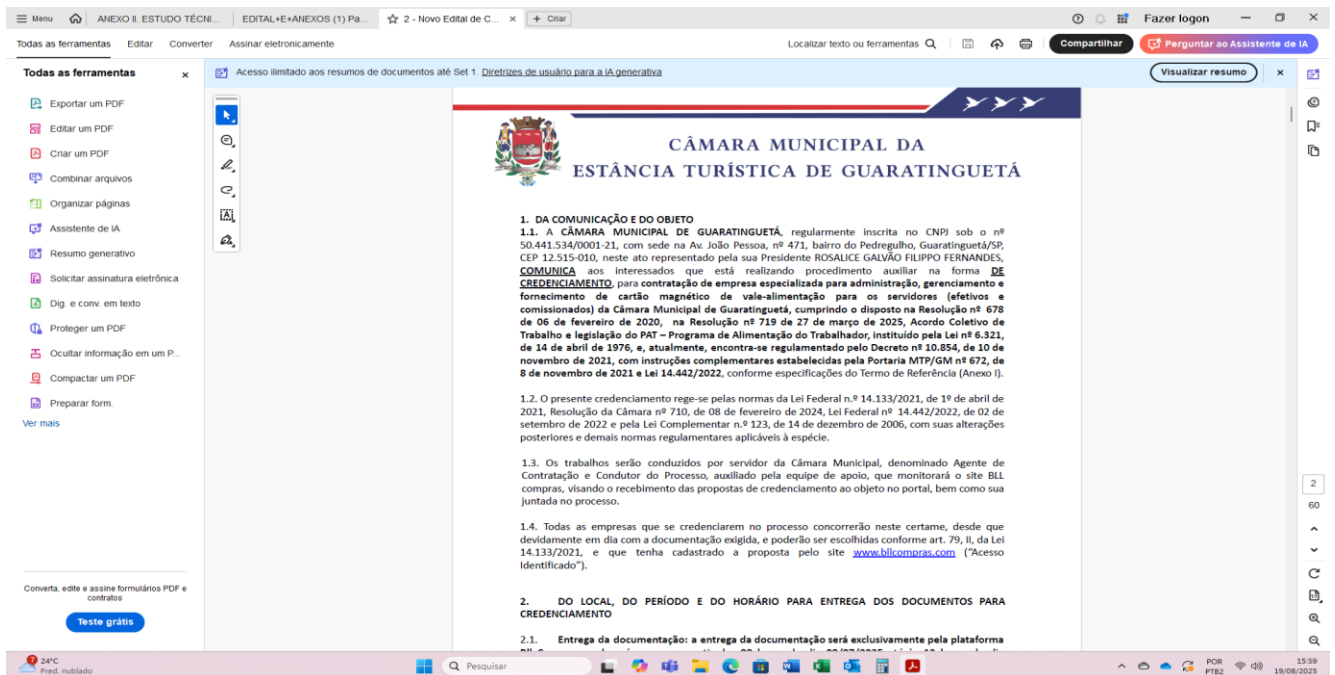 Menu
ANEXO II. ESTUDO TÉCNI...
EDITAL+E+ANEXOS (1) Pa...
2 - Novo Edital de C...
+ Criar
Fazer logon
Todas as ferramentas
Editar
Converter
Assinar eletronicamente
Localizar texto ou ferramentas
Compartilhar
Perguntar ao Assistente de IA
Todas as ferramentas
Acesso ilimitado aos resumos de documentos até Set 1. Diretrizes de usuário para a IA generativa
Visualizar resumo
Exportar um PDF
Editar um PDF
Criar um PDF
Combinar arquivos
Organizar páginas
Assistente de IA
Resumo generativo
Solicitar assinatura eletrônica
Dig. e conv. em texto
Proteger um PDF
Ocultar informação em um P...
Compactar um PDF
Preparar form.
Ver mais
Converta, edite e assine formulários PDF e
contratos
Teste grátis
CÂMARA MUNICIPAL DA
ESTÂNCIA TURÍSTICA DE GUARATINGUETÁ
1. DA COMUNICAÇÃO E DO OBJETO
1.1. A CÂMARA MUNICIPAL DE GUARATINGUETÁ, regularmente inscrita no CNPJ sob o nº
50.441.534/0001-21, com sede na Av. João Pessoa, nº 471, bairro do Pedregulho, Guaratinguetá/SP,
CEP 12.515-010, neste ato representado pela sua Presidente ROSALICE GALVÃO FILIPPO FERNANDES,
COMUNICA aos interessados que está realizando procedimento auxiliar na forma DE
CREDENCIAMENTO, para contratação de empresa especializada para administração, gerenciamento e
fornecimento de cartão magnético de vale-alimentação para os servidores (efetivos e
comissionados) da Câmara Municipal de Guaratinguetá, cumprindo o disposto na Resolução nº 678
de 06 de fevereiro de 2020, na Resolução nº 719 de 27 de março de 2025, Acordo Coletivo de
Trabalho e legislação do PAT – Programa de Alimentação do Trabalhador, instituído pela Lei nº 6.321,
de 14 de abril de 1976, e, atualmente, encontra-se regulamentado pelo Decreto nº 10.854, de 10 de
novembro de 2021, com instruções complementares estabelecidas pela Portaria MTP/GM nº 672, de
8 de novembro de 2021 e Lei 14.442/2022, conforme especificações do Termo de Referência (Anexo I).
1.2. O presente credenciamento rege-se pelas normas da Lei Federal n.º 14.133/2021, de 1º de abril de
2021, Resolução da Câmara nº 710, de 08 de fevereiro de 2024, Lei Federal nº 14.442/2022, de 02 de
setembro de 2022 e pela Lei Complementar n.º 123, de 14 de dezembro de 2006, com suas alterações
posteriores e demais normas regulamentares aplicáveis à espécie.
1.3. Os trabalhos serão conduzidos por servidor da Câmara Municipal, denominado Agente de
Contratação e Condutor do Processo, auxiliado pela equipe de apoio, que monitorará o site BLL
compras, visando o recebimento das propostas de credenciamento ao objeto no portal, bem como sua
juntada no processo.
1.4. Todas as empresas que se credenciarem no processo concorrerão neste certame, desde que
devidamente em dia com a documentação exigida, e poderão ser escolhidas conforme art. 79, II, da Lei
14.133/2021, e que tenha cadastrado a proposta pelo site www.bllcompras.com ("Acesso
Identificado").
2. DO LOCAL, DO PERÍODO E DO HORÁRIO PARA ENTREGA DOS DOCUMENTOS PARA
CREDENCIAMENTO
2.1. Entrega da documentação: a entrega da documentação será exclusivamente pela plataforma
2
60
7
24°C
Pred. nublado
Pesquisar
POR
PTB2
15:59
19/08/2025